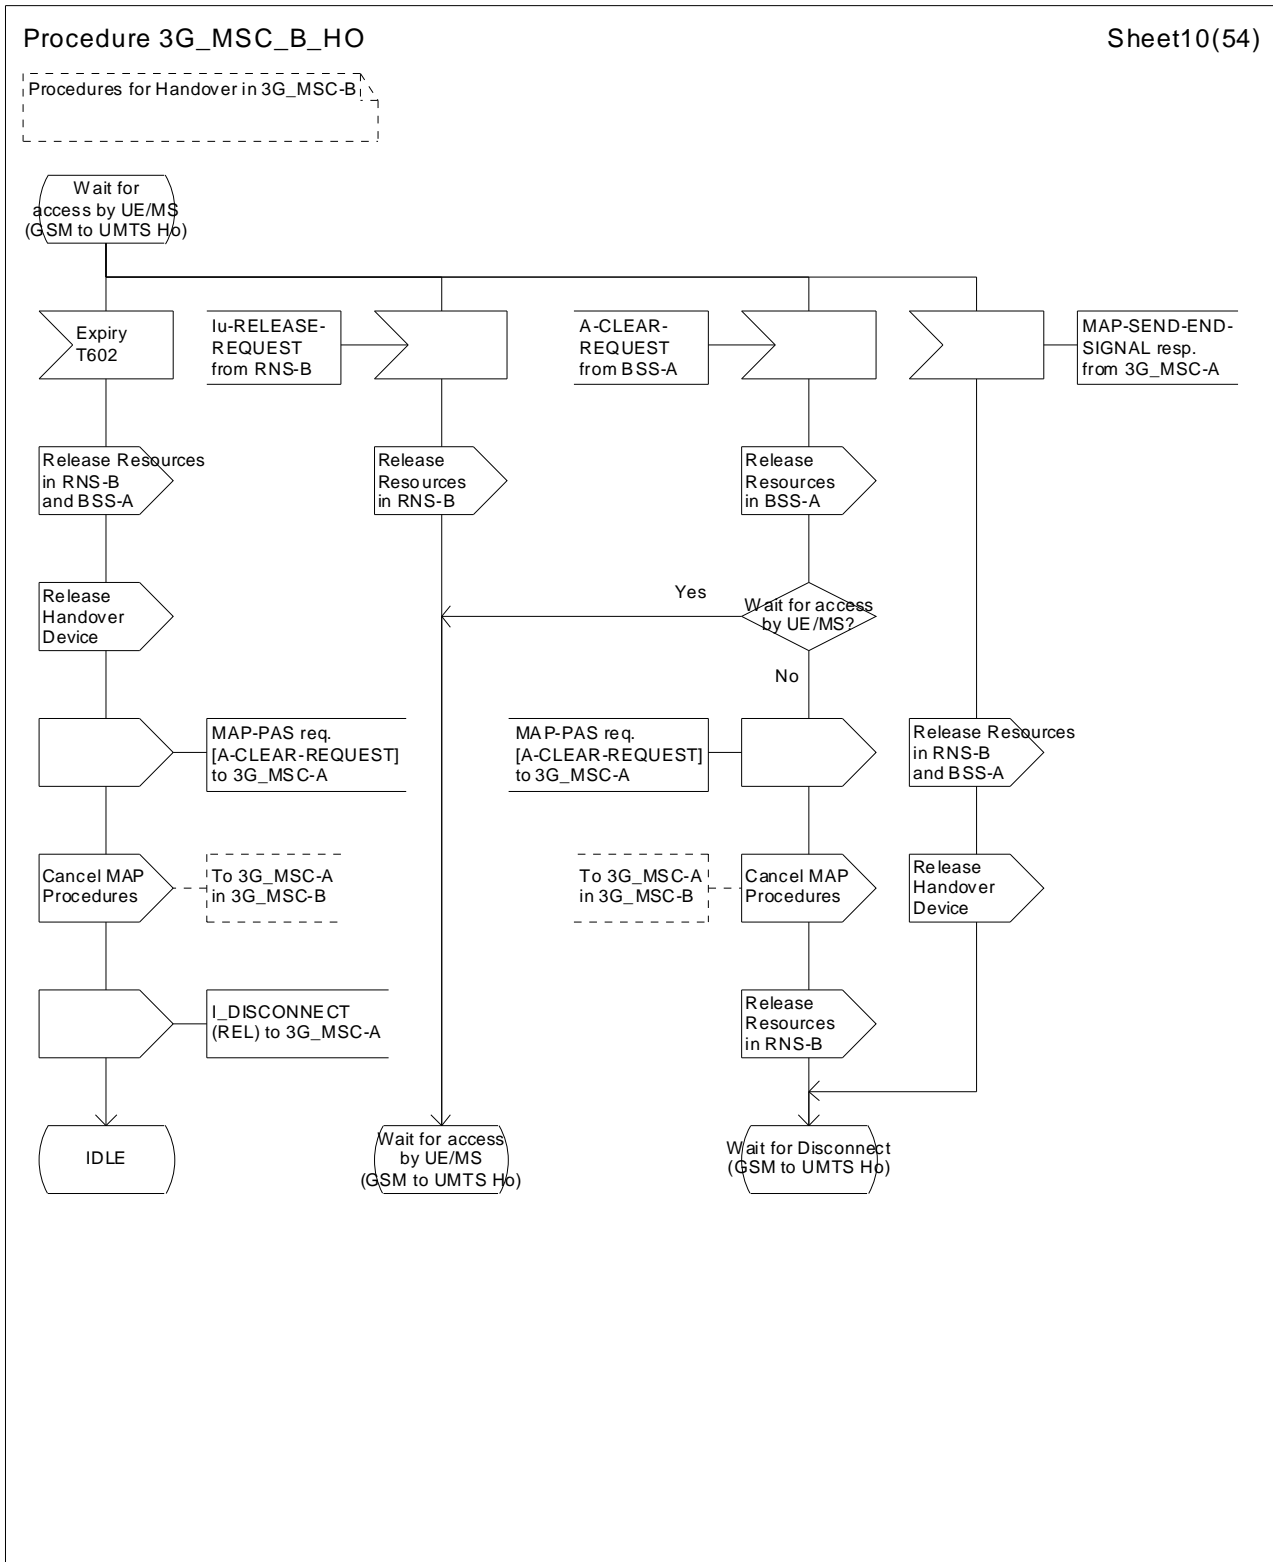 Procedure 3G_MSC_B_HO
Sheet10(54)
Procedures for Handover in 3G_MSC-B
Wait for
access by UE/MS
(GSM to UMTS Ho)
Expiry
T602
Iu-RELEASE-
REQUEST
from RNS-B
A-CLEAR-
REQUEST
from BSS-A
MAP-SEND-END-
SIGNAL resp.
from 3G_MSC-A
Release Resources
in RNS-B
and BSS-A
Release
Resources
in RNS-B
Release
Resources
in BSS-A
Release
Handover
Device
Yes
Wait for access
by UE/MS?
No
MAP-PAS req.
[A-CLEAR-REQUEST]
to 3G_MSC-A
MAP-PAS req.
[A-CLEAR-REQUEST]
to 3G_MSC-A
Release Resources
in RNS-B
and BSS-A
Cancel MAP
Procedures
To 3G_MSC-A
in 3G_MSC-B
To 3G_MSC-A
in 3G_MSC-B
Cancel MAP
Procedures
Release
Handover
Device
I_DISCONNECT
(REL) to 3G_MSC-A
Release
Resources
in RNS-B
IDLE
Wait for access
by UE/MS
(GSM to UMTS Ho)
Wait for Disconnect
(GSM to UMTS Ho)